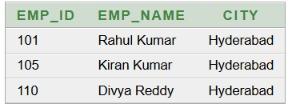 EMP_ID EMP_NAME CITY
101 Rahul Kumar Hyderabad
105 Kiran Kumar Hyderabad
110 Divya Reddy Hyderabad